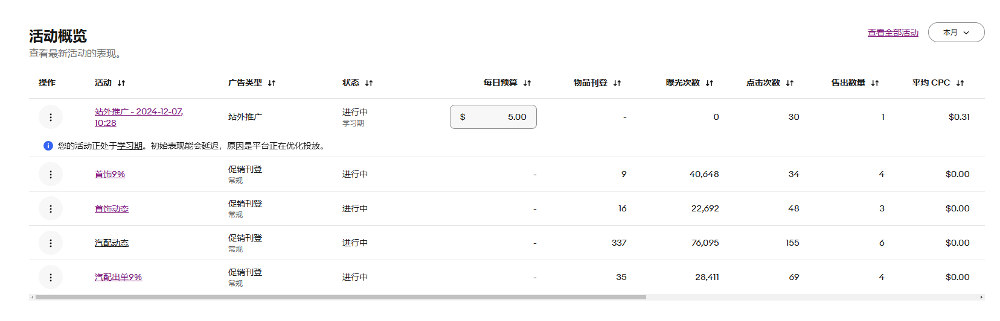 活动概览
查看全部活动 本月
查看最新活动的表现。
操作 活动 广告类型 状态 每日预算 物品刊登 曝光次数 点击次数 售出数量 平均 CPC
站外推广 - 2024-12-07, 10:28 站外推广 进行中 学习期 $ 5.00 - 0 30 1 $0.31
您的活动正处于学习期。初始表现能会延迟，原因是平台正在优化投放。
首饰9% 促销刊登 常规 进行中 - 9 40,648 34 4 $0.00
首饰动态 促销刊登 常规 进行中 - 16 22,692 48 3 $0.00
汽配动态 促销刊登 常规 进行中 - 337 76,095 155 6 $0.00
汽配出单9% 促销刊登 常规 进行中 - 35 28,411 69 4 $0.00